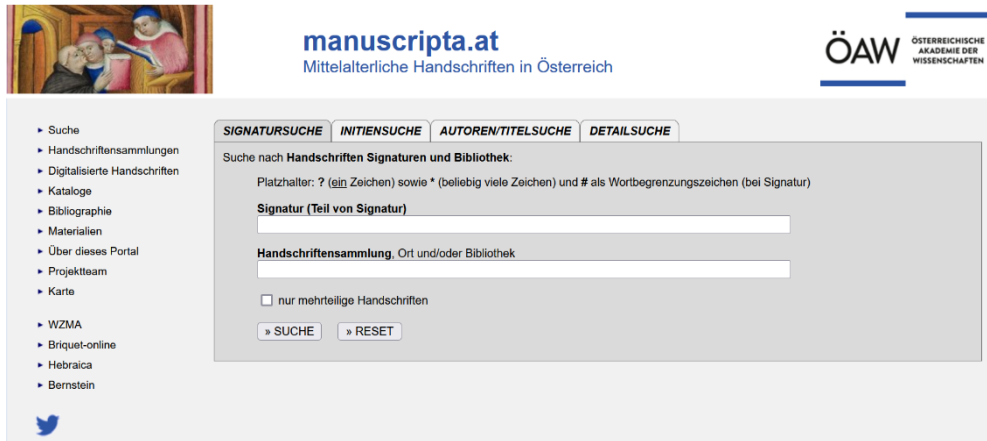 manuscripta.at
Mittelalterliche Handschriften in Österreich
ÖAW
ÖSTERREICHISCHE
AKADEMIE DER
WISSENSCHAFTEN
► Suche
► Handschriftensammlungen
► Digitalisierte Handschriften
► Kataloge
► Bibliographie
► Materialien
► Über dieses Portal
► Projektteam
► Karte
► WZMA
► Briquet-online
► Hebraica
► Bernstein
SIGNATURSUCHE INITIENSUCHE AUTOREN/TITELSUCHE DETAILSUCHE
Suche nach Handschriften Signaturen und Bibliothek:
Platzhalter: ? (ein Zeichen) sowie * (beliebig viele Zeichen) und # als Wortbegrenzungszeichen (bei Signatur)
Signatur (Teil von Signatur)
Handschriftensammlung, Ort und/oder Bibliothek
nur mehrteilige Handschriften
» SUCHE » RESET